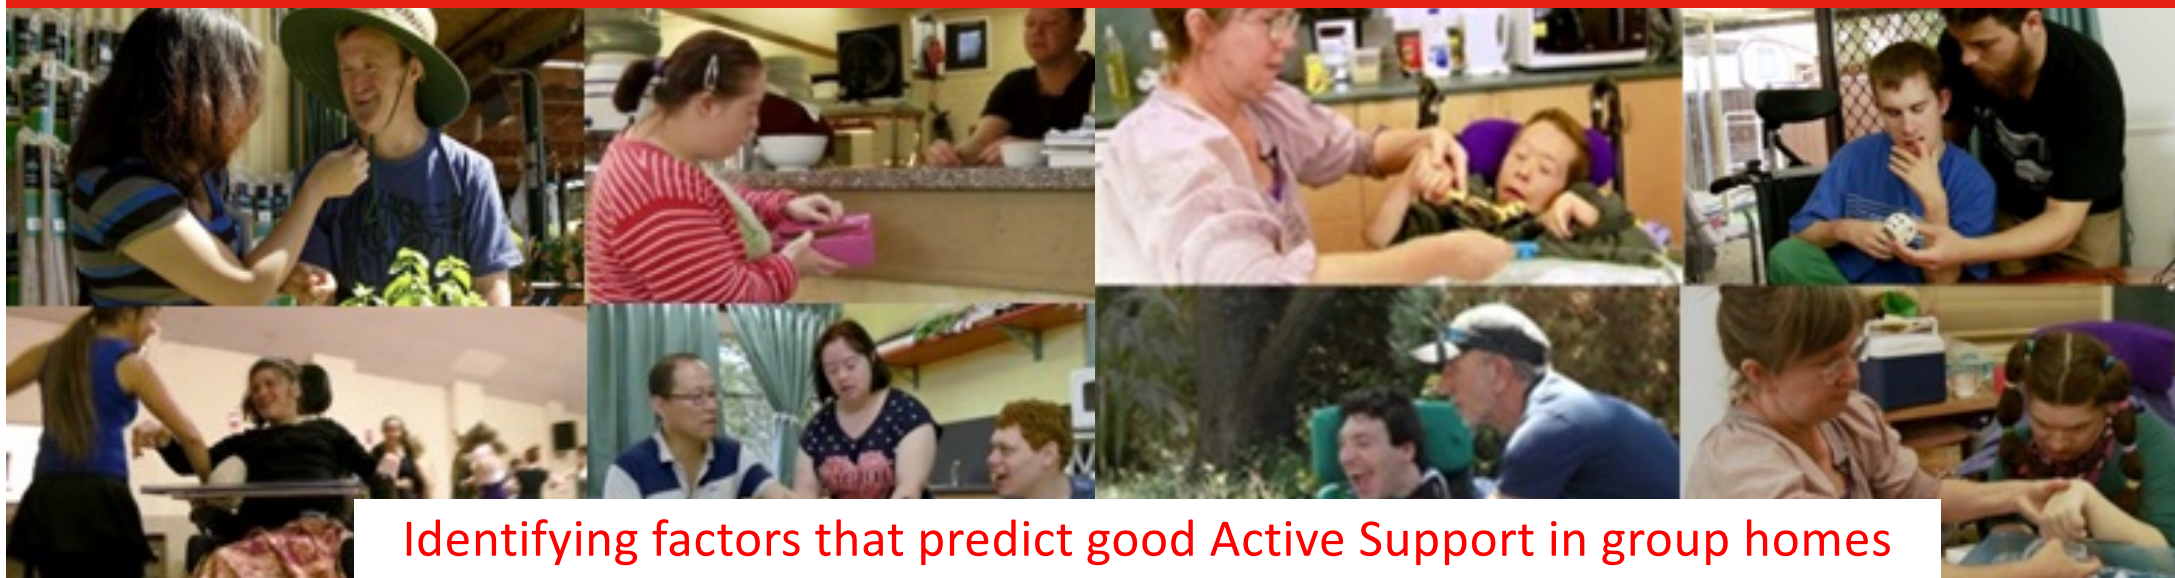 Identifying factors that predict good Active Support in group homes